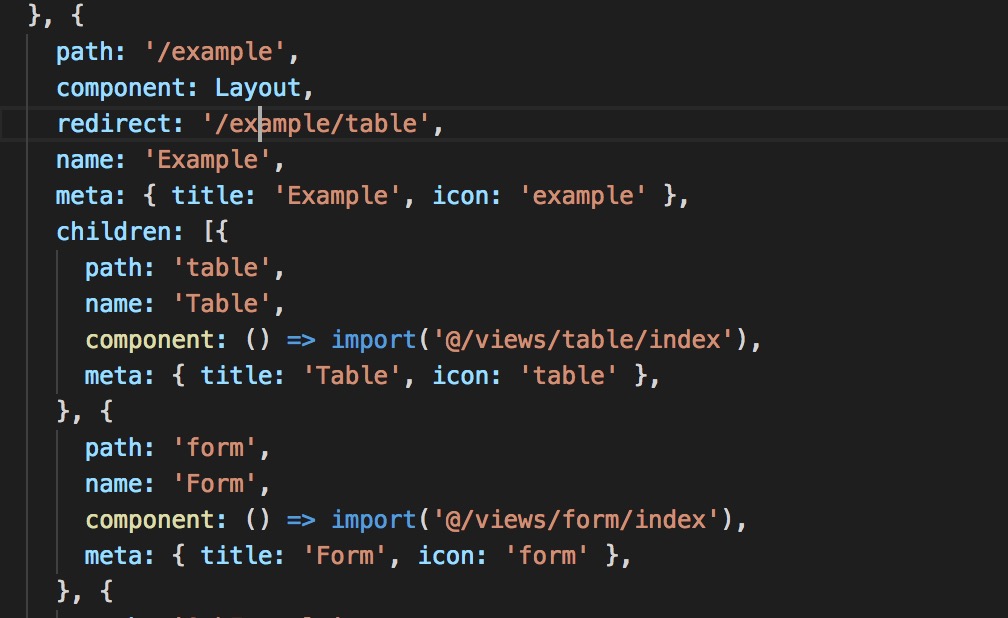 }, {
path: '/example',
component: Layout,
redirect: '/example/table',
name: 'Example',
meta: { title: 'Example', icon: 'example' },
children: [{
path: 'table',
name: 'Table',
component: () => import('@/views/table/index'),
meta: { title: 'Table', icon: 'table' },
}, {
path: 'form',
name: 'Form',
component: () => import('@/views/form/index'),
meta: { title: 'Form', icon: 'form' },
}, {